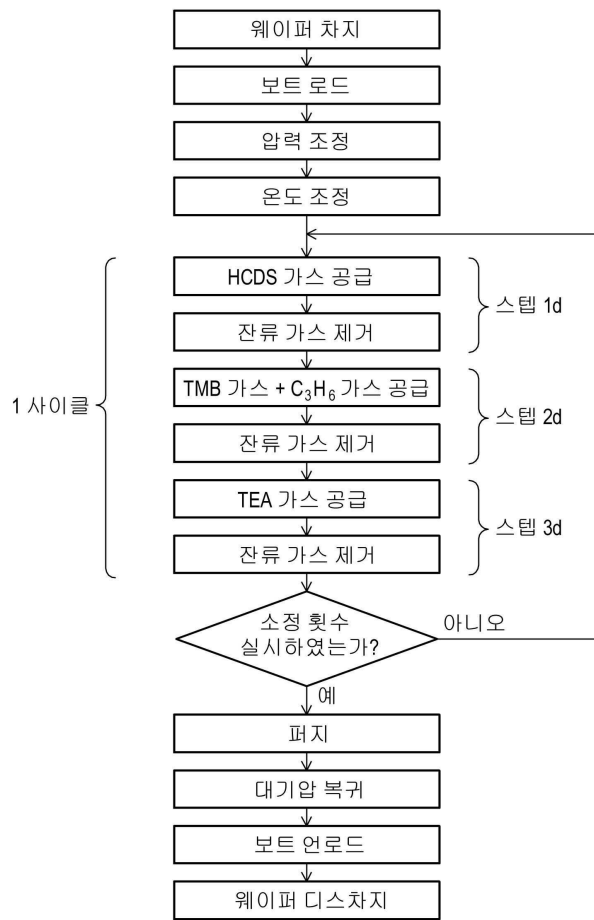 웨이퍼 차지
보트 로드
압력 조정
온도 조정
HCDS 가스 공급
잔류 가스 제거
스텝 1d
TMB 가스 + C₃H₆ 가스 공급
잔류 가스 제거
스텝 2d
1 사이클
TEA 가스 공급
잔류 가스 제거
스텝 3d
소정 횟수
실시하였는가?
아니오
예
퍼지
대기압 복귀
보트 언로드
웨이퍼 디스차지